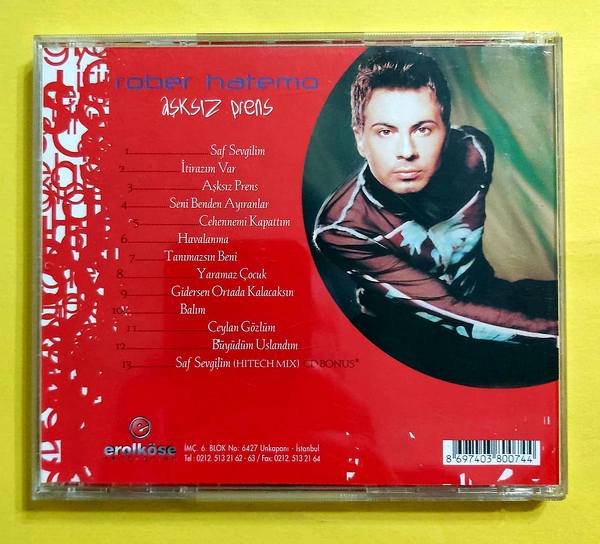 rober hatemo
aşksız prens
1 Saf Sevgilim
2 İtirazım Var
3 Aşksız Prens
4 Seni Benden Ayıranlar
5 Cehennemi Kapattım
6 Havalanma
7 Tanımazsın Beni
8 Yaramaz Çocuk
9 Gidersen Ortada Kalacaksın
10 Balım
11 Ceylan Gözlüm
12 Büyüdüm Uslandım
13 Saf Sevgilim (HITECH MIX) CD BONUS*
erolköse
İMÇ. 6. BLOK No: 6427 Unkapanı - İstanbul
Tel : 0212. 513 21 62 - 63 / Fax: 0212. 513 21 64
8 697403 800744